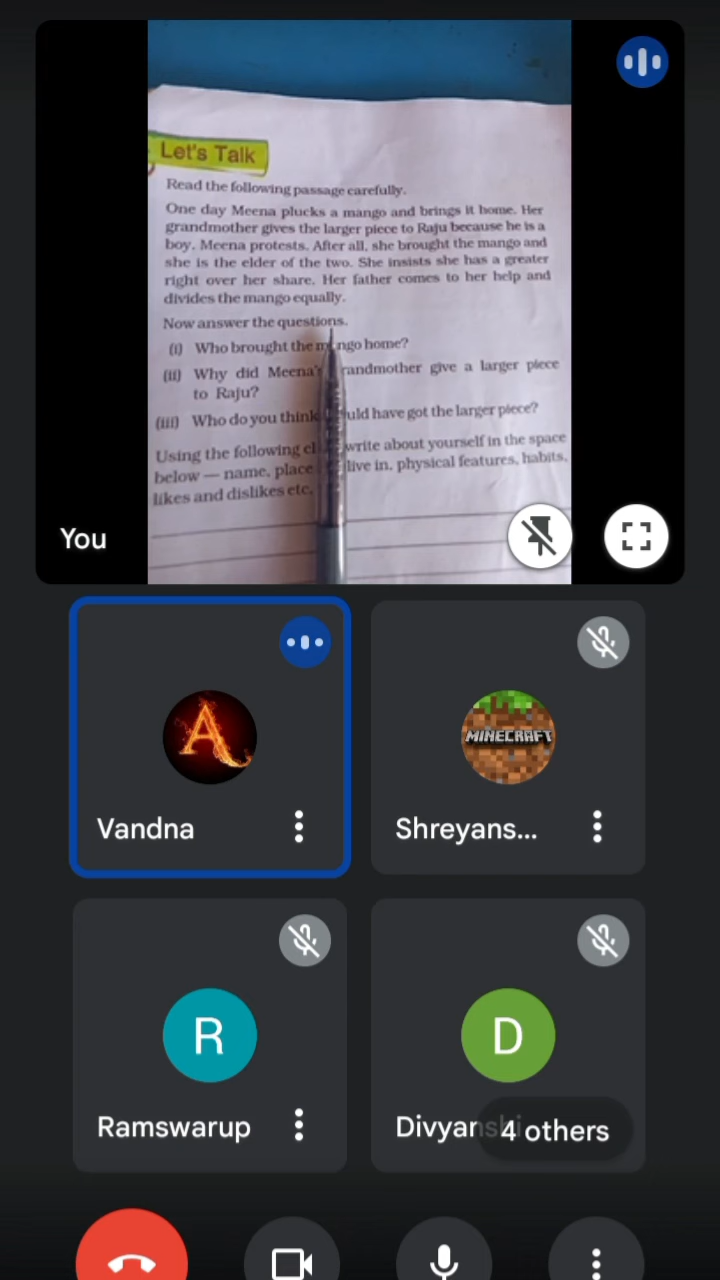 Let's Talk
Read the following passage carefully.
One day Meena plucks a mango and brings it home. Her
grandmother gives the larger piece to Raju because he is a
boy. Meena protests. After all, she brought the mango and
she is the elder of the two. She insists she has a greater
right over her share. Her father comes to her help and
divides the mango equally.
Now answer the questions.
(i) Who brought the mango home?
(ii) Why did Meena's randmother give a larger piece
to Raju?
(iii) Who do you think uld have got the larger piece?
Using the following cl write about yourself in the space
below — name, place live in, physical features, habits,
likes and dislikes etc.
You
Vandna
MINECRAFT
Shreyans...
R
Ramswarup
D
Divyanshi
4 others